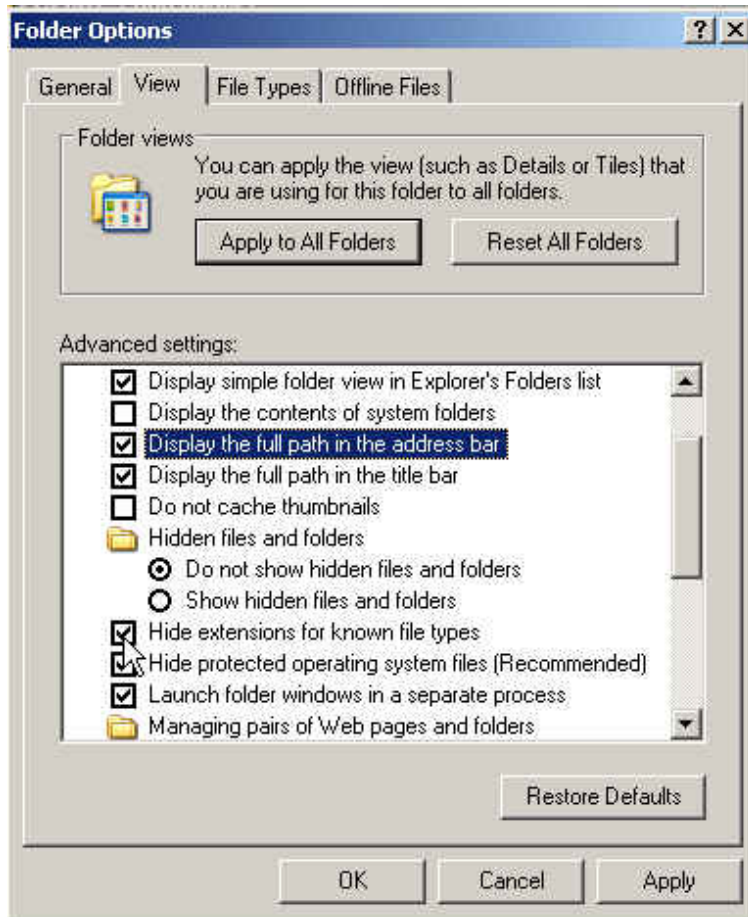 Folder Options
General View File Types Offline Files
Folder views
You can apply the view (such as Details or Tiles) that
you are using for this folder to all folders.
Apply to All Folders Reset All Folders
Advanced settings:
Display simple folder view in Explorer's Folders list
Display the contents of system folders
Display the full path in the address bar
Display the full path in the title bar
Do not cache thumbnails
Hidden files and folders
Do not show hidden files and folders
Show hidden files and folders
Hide extensions for known file types
Hide protected operating system files (Recommended)
Launch folder windows in a separate process
Managing pairs of Web pages and folders
Restore Defaults
OK Cancel Apply